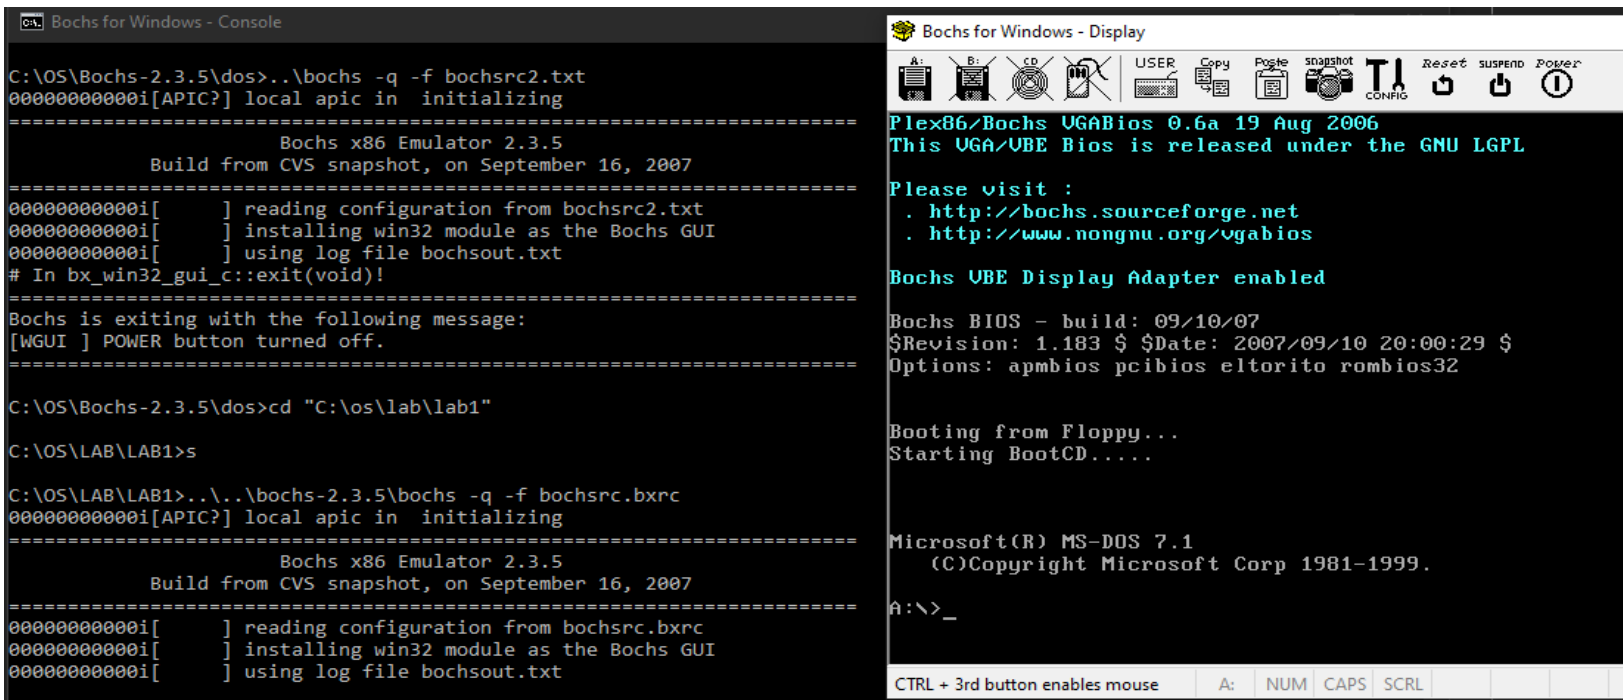 Bochs for Windows - Console
C:\OS\Bochs-2.3.5\dos>..\bochs -q -f bochsrc2.txt
00000000000i[APIC?] local apic in  initializing
========================================================================
Bochs x86 Emulator 2.3.5
Build from CVS snapshot, on September 16, 2007
========================================================================
00000000000i[     ] reading configuration from bochsrc2.txt
00000000000i[     ] installing win32 module as the Bochs GUI
00000000000i[     ] using log file bochsout.txt
# In bx_win32_gui_c::exit(void)!
========================================================================
Bochs is exiting with the following message:
[WGUI ] POWER button turned off.
========================================================================
C:\OS\Bochs-2.3.5\dos>cd "C:\os\lab\lab1"
C:\OS\LAB\LAB1>s
C:\OS\LAB\LAB1>..\..\bochs-2.3.5\bochs -q -f bochsrc.bxrc
00000000000i[APIC?] local apic in  initializing
========================================================================
Bochs x86 Emulator 2.3.5
Build from CVS snapshot, on September 16, 2007
========================================================================
00000000000i[     ] reading configuration from bochsrc.bxrc
00000000000i[     ] installing win32 module as the Bochs GUI
00000000000i[     ] using log file bochsout.txt
Bochs for Windows - Display
A: B: CD USER Copy Paste snapshot CONFIG Reset SUSPEND Power
Plex86/Bochs VGABios 0.6a 19 Aug 2006
This VGA/VBE Bios is released under the GNU LGPL
Please visit :
. http://bochs.sourceforge.net
. http://www.nongnu.org/vgabios
Bochs VBE Display Adapter enabled
Bochs BIOS - build: 09/10/07
$Revision: 1.183 $ $Date: 2007/09/10 20:00:29 $
Options: apmbios pcibios eltorito rombios32
Booting from Floppy...
Starting BootCD.....
Microsoft(R) MS-DOS 7.1
(C)Copyright Microsoft Corp 1981-1999.
A:\>_
CTRL + 3rd button enables mouse A: NUM CAPS SCRL